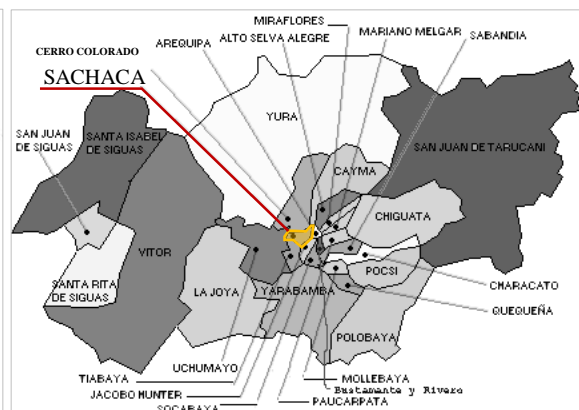 MIRAFLORES
ALTO SELVA ALEGRE
MARIANO MELGAR
AREQUIPA
SABANDIA
CERRO COLORADO
SACHACA
YURA
SAN JUAN
DE SIGUAS
SANTA ISABEL
DE SIGUAS
SAN JUAN DE TARUCANI
CAYMA
CHIGUATA
VITOR
POCSI
SANTA RITA
DE SIGUAS
LA JOYA
YARABAMBA
CHARACATO
QUEQUEÑA
POLOBAYA
UCHUMAYO
TIABAYA
MOLLEBAYA
Bustamante y Rivero
JACOBO HUNTER
PAUCARPATA
SOCABAYA